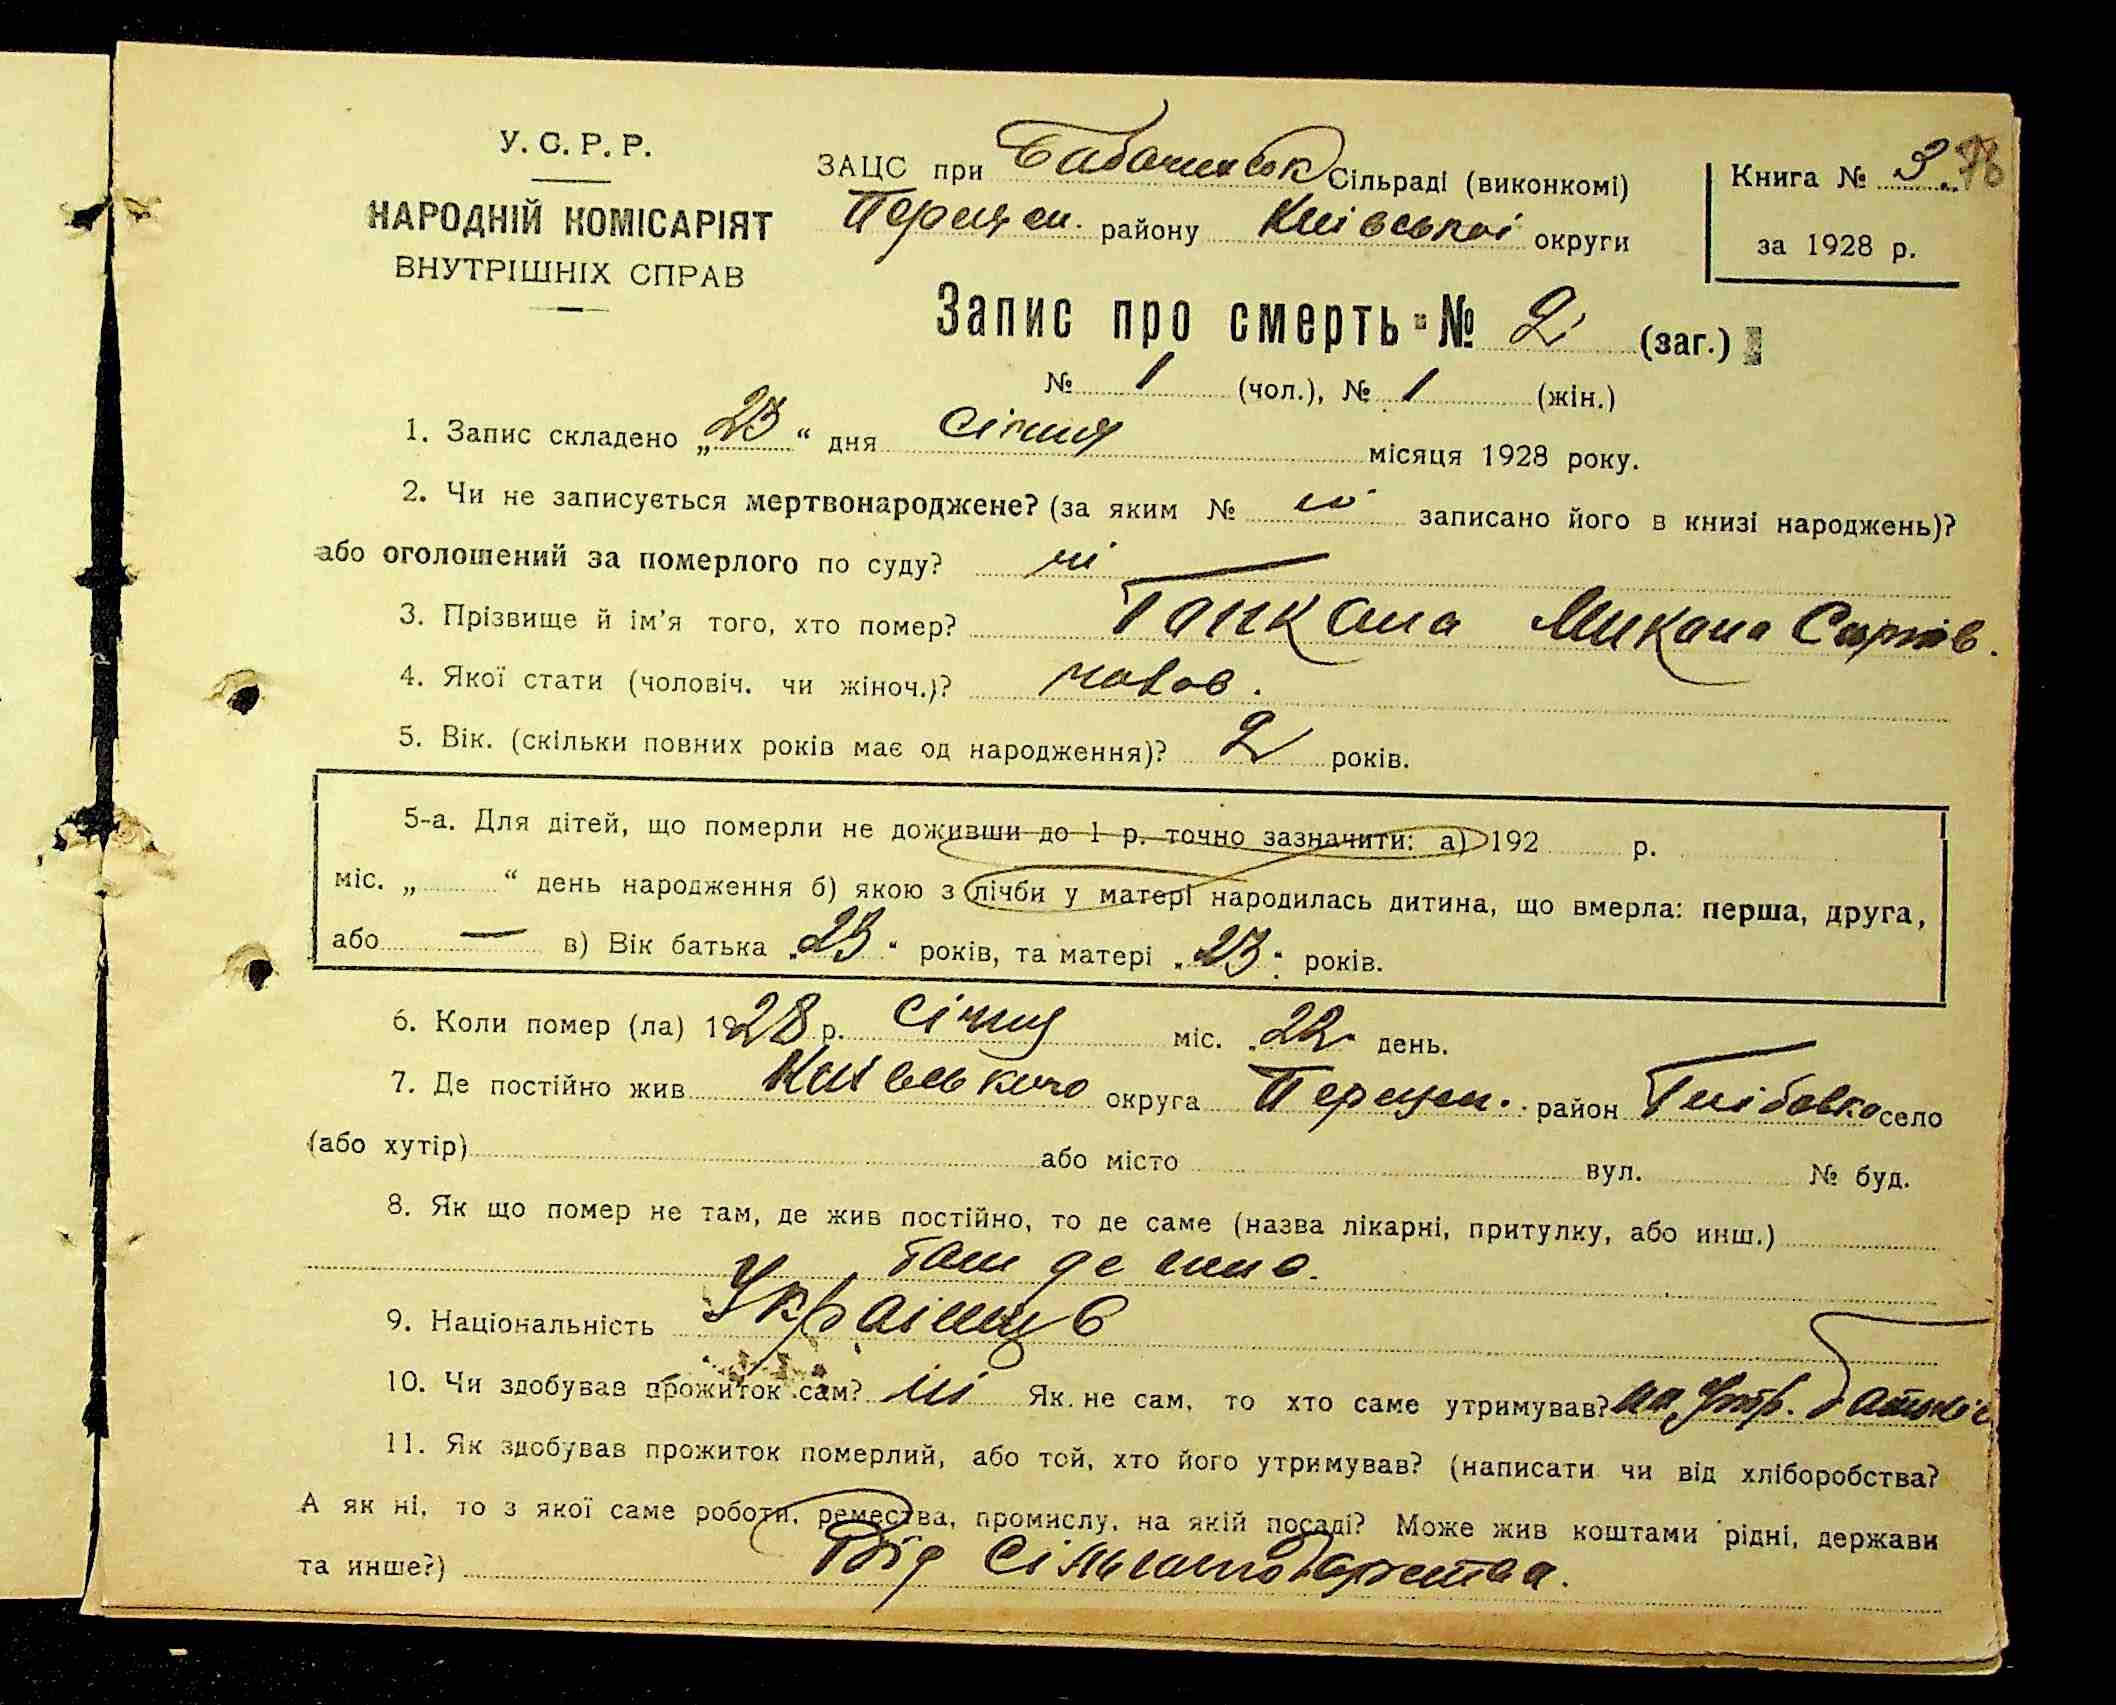 У. С. Р. Р.
НАРОДНІЙ КОМІСАРІЯТ
ВНУТРІШНІХ СПРАВ
ЗАЦС при Сільраді (виконкомі)
району Київської округи
Книга № 3
за 1928 р.
Запис про смерть № 2 (заг.)
№ 1 (чол.), № 1 (жін.)
1. Запис складено „23“ дня Січня місяця 1928 року.
2. Чи не записується мертвонароджене? (за яким № записано його в книзі народжень)?
або оголошений за померлого по суду? ні
3. Прізвище й ім'я того, хто помер?
4. Якої стати (чоловіч. чи жіноч.)? чолов.
5. Вік. (скільки повних років має од народження)? 2 років.
5-а. Для дітей, що померли не доживши до 1 р. точно зазначити: а) 192 р.
міс. „ “ день народження б) якою з лічби у матері народилась дитина, що вмерла: перша, друга,
або — в) Вік батька „23“ років, та матері „23“ років.
6. Коли помер (ла) 1928 р. Січня міс. 22 день.
7. Де постійно жив округа район село
(або хутір) або місто вул. № буд.
8. Як що помер не там, де жив постійно, то де саме (назва лікарні, притулку, або инш.)
там де жив.
9. Національність
10. Чи здобував прожиток сам? ні Як не сам, то хто саме утримував? на утр.
11. Як здобував прожиток померлий, або той, хто його утримував? (написати чи від хліборобства?
А як ні, то з якої саме роботи, ремества, промислу, на якій посаді? Може жив коштами рідні, держави
та инше?) Від